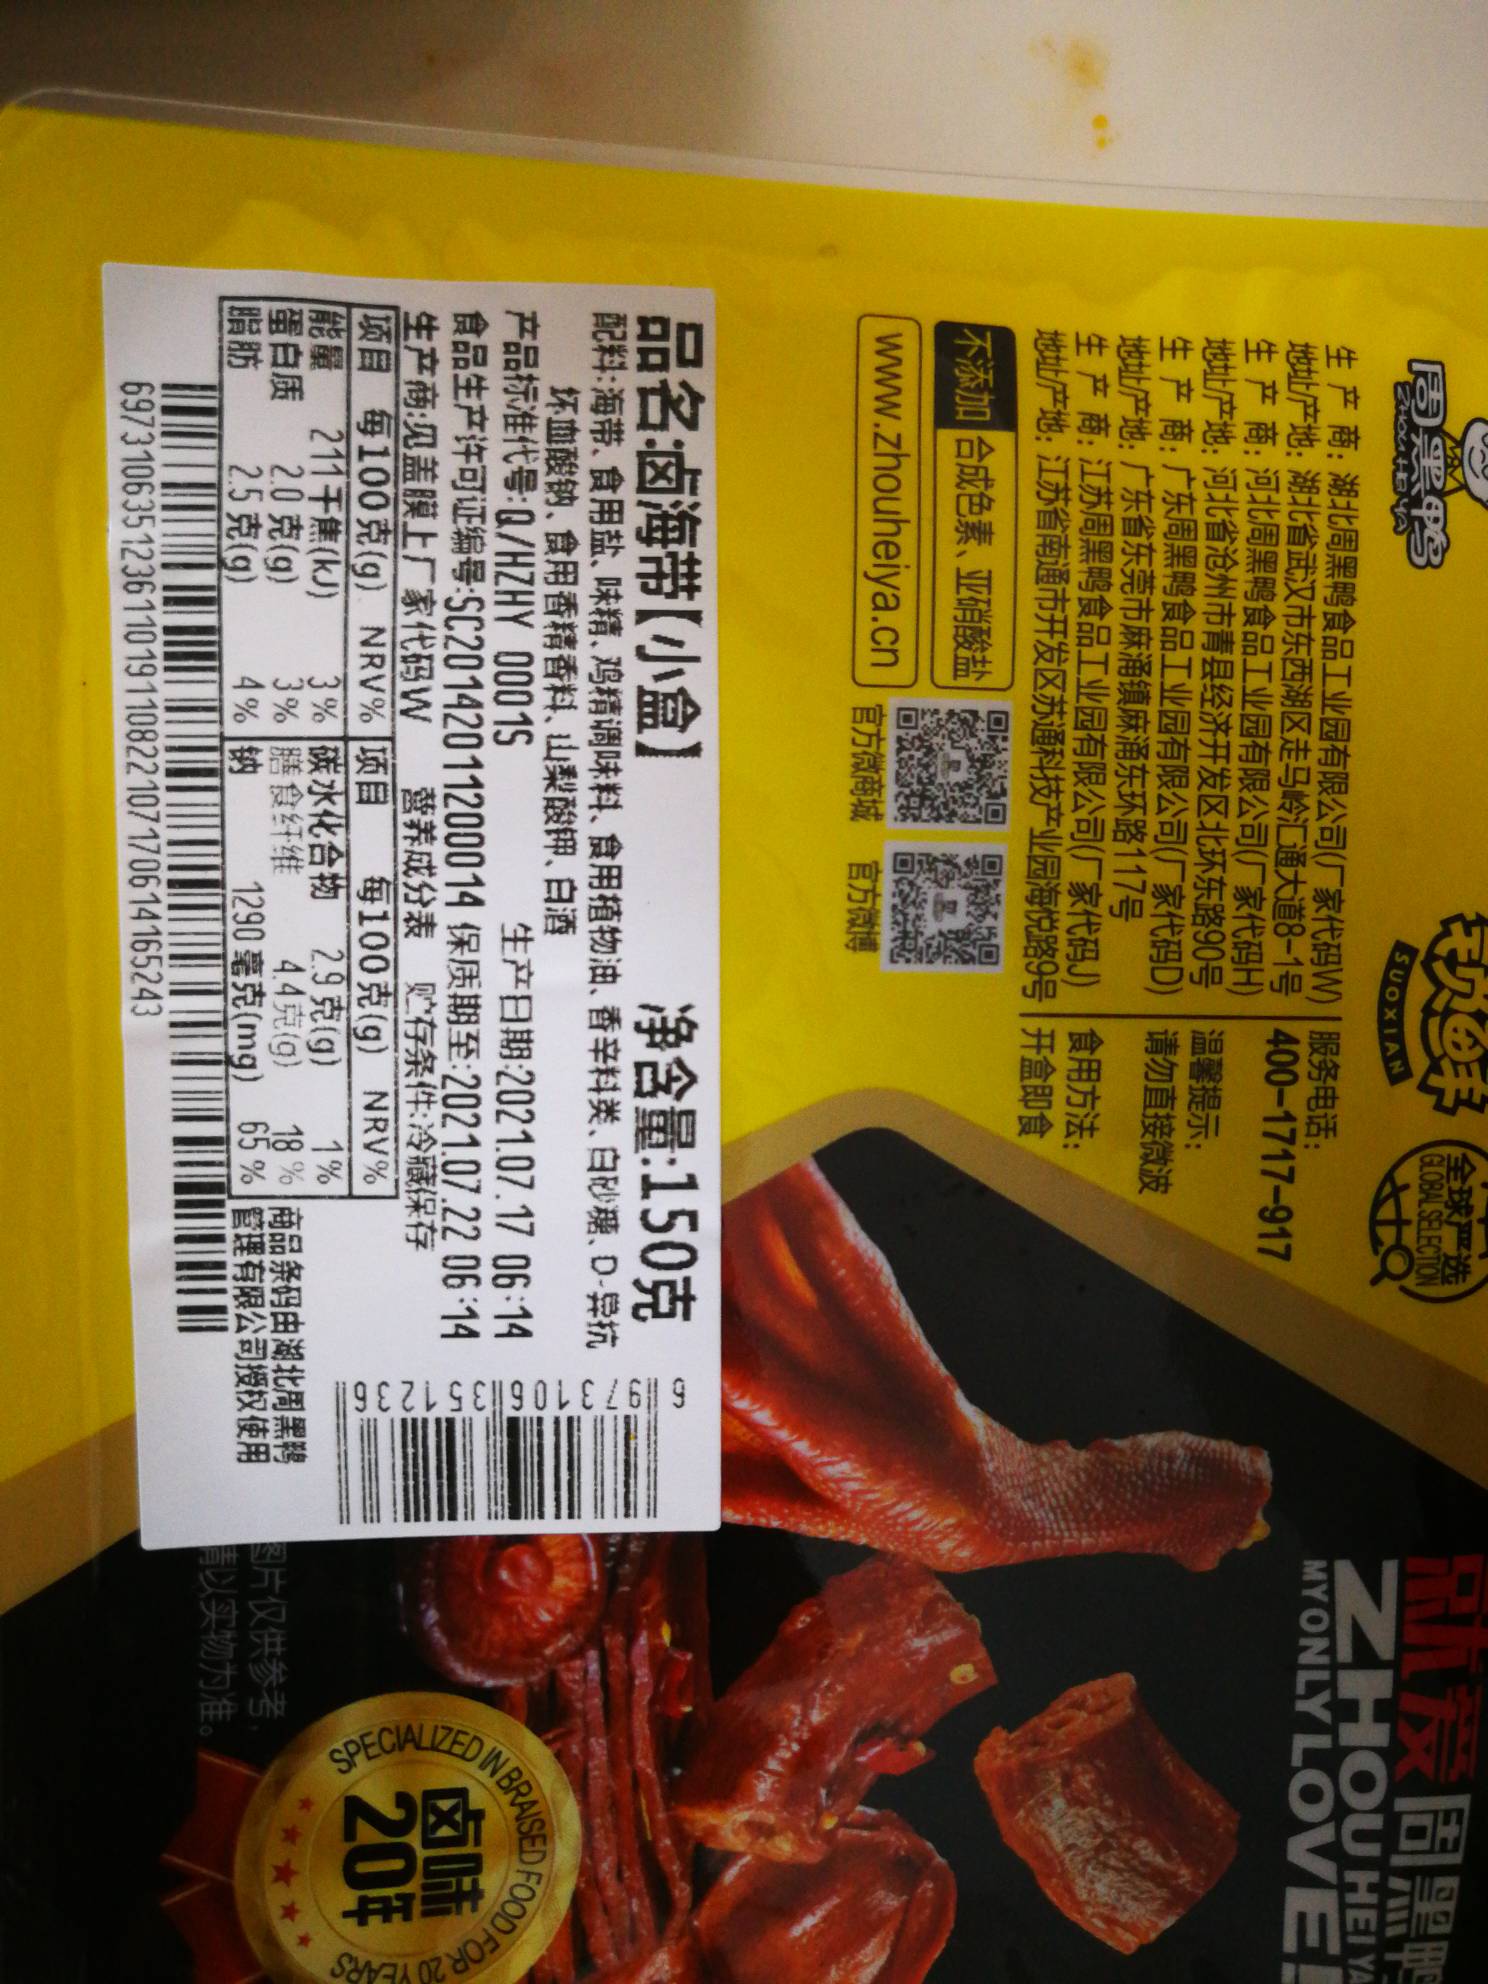 周黑鸭
ZHOUHEIYA
锁鲜
SUOXIAN
全球严选
GLOBAL SELECTION
生 产 商: 湖北周黑鸭食品工业园有限公司(厂家代码W)
地址/产地: 湖北省武汉市东西湖区走马岭汇通大道8-1号
生 产 商: 河北周黑鸭食品工业园有限公司(厂家代码H)
地址/产地: 河北省沧州市青县经济开发区北环东路90号
生 产 商: 广东周黑鸭食品工业园有限公司(厂家代码D)
地址/产地: 广东省东莞市麻涌镇麻涌东环路117号
生 产 商: 江苏周黑鸭食品工业园有限公司(厂家代码J)
地址/产地: 江苏省南通市开发区苏通科技产业园海悦路9号
服务电话:
400-1717-917
温馨提示:
请勿直接微波
食用方法:
开盒即食
不添加 合成色素、亚硝酸盐
www.zhouheiya.cn
官方微商城
官方微博
品名:卤海带【小盒】 净含量:150克
配料:海带、食用盐、味精、鸡精调味料、食用植物油、香辛料类、白砂糖、D-异抗
坏血酸钠、食用香精香料、山梨酸钾、白酒
产品标准代号:Q/HZHY 0001S 生产日期:2021.07.17 06:14
食品生产许可证编号:SC20142011200014 保质期至:2021.07.22 06:14
生产商:见盖膜上厂家代码W 营养成分表 贮存条件:冷藏保存
项目 每100克(g) NRV% 项目 每100克(g) NRV%
能量 211千焦(kJ) 3% 碳水化合物 2.9克(g) 1%
蛋白质 2.0克(g) 3% 膳食纤维 4.4克(g) 18%
脂肪 2.5克(g) 4% 钠 1290毫克(mg) 65%
商品条码由湖北周黑鸭
管理有限公司授权使用
6973106351236110191108221071706141652​43
6 973106 351236
图片仅供参考,
请以实物为准。
周黑鸭
ZHOUHEIYA
MY ONLY LOVE!
SPECIALIZED IN BRAISED FOOD FOR 20 YEARS
卤味
20年